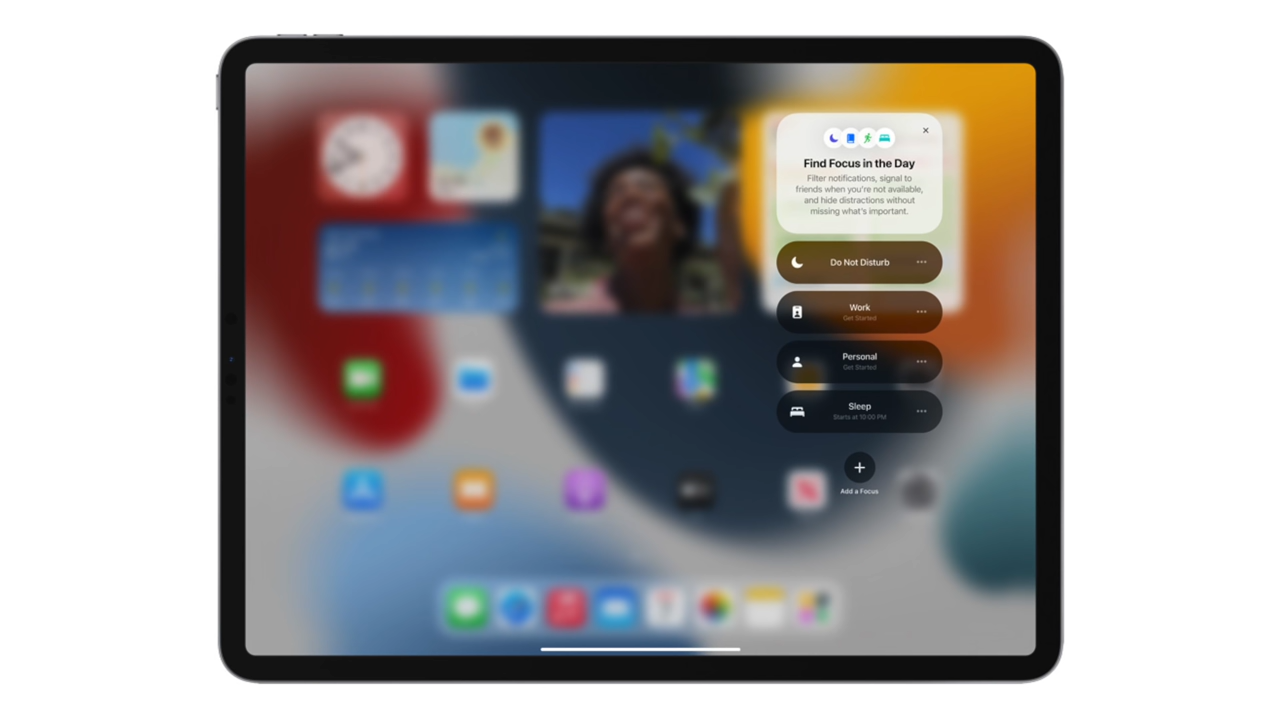 Find Focus in the Day
Filter notifications, signal to
friends when you're not available,
and hide distractions without
missing what's important.
Do Not Disturb
Work
Get Started
Personal
Get Started
Sleep
Starts at 10:00 PM
Add a Focus